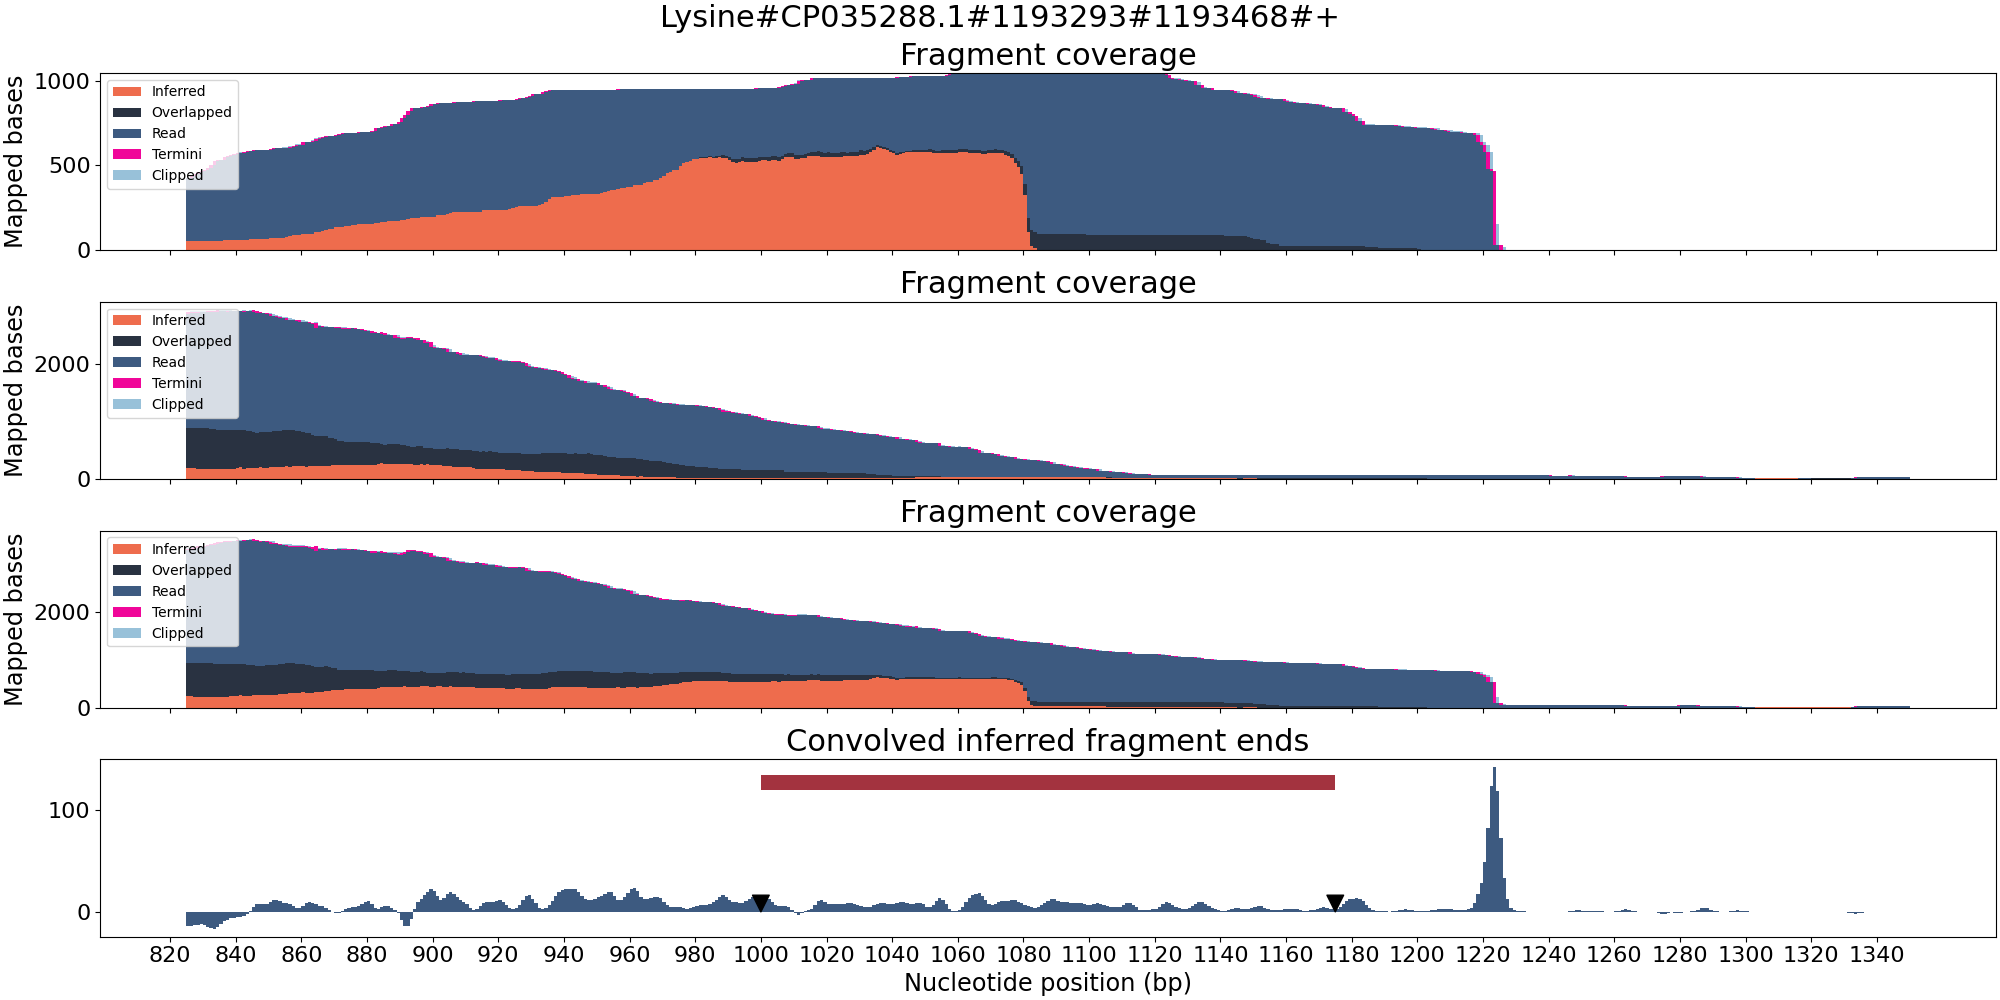 Lysine#CP035288.1#1193293#1193468#+
Fragment coverage
Mapped bases
1000
500
0
Inferred
Overlapped
Read
Termini
Clipped
Fragment coverage
Mapped bases
2000
0
Inferred
Overlapped
Read
Termini
Clipped
Fragment coverage
Mapped bases
2000
0
Inferred
Overlapped
Read
Termini
Clipped
Convolved inferred fragment ends
100
0
820 840 860 880 900 920 940 960 980 1000 1020 1040 1060 1080 1100 1120 1140 1160 1180 1200 1220 1240 1260 1280 1300 1320 1340
Nucleotide position (bp)